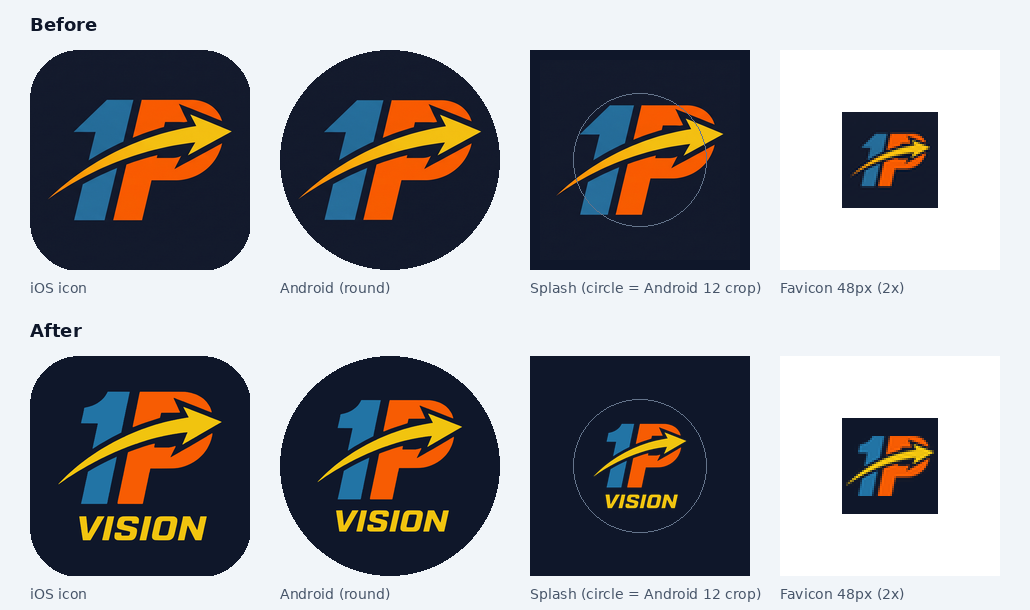 Before
1P
1P
1P
1P
iOS icon
Android (round)
Splash (circle = Android 12 crop)
Favicon 48px (2x)
After
1P
VISION
1P
VISION
1P
VISION
1P
iOS icon
Android (round)
Splash (circle = Android 12 crop)
Favicon 48px (2x)